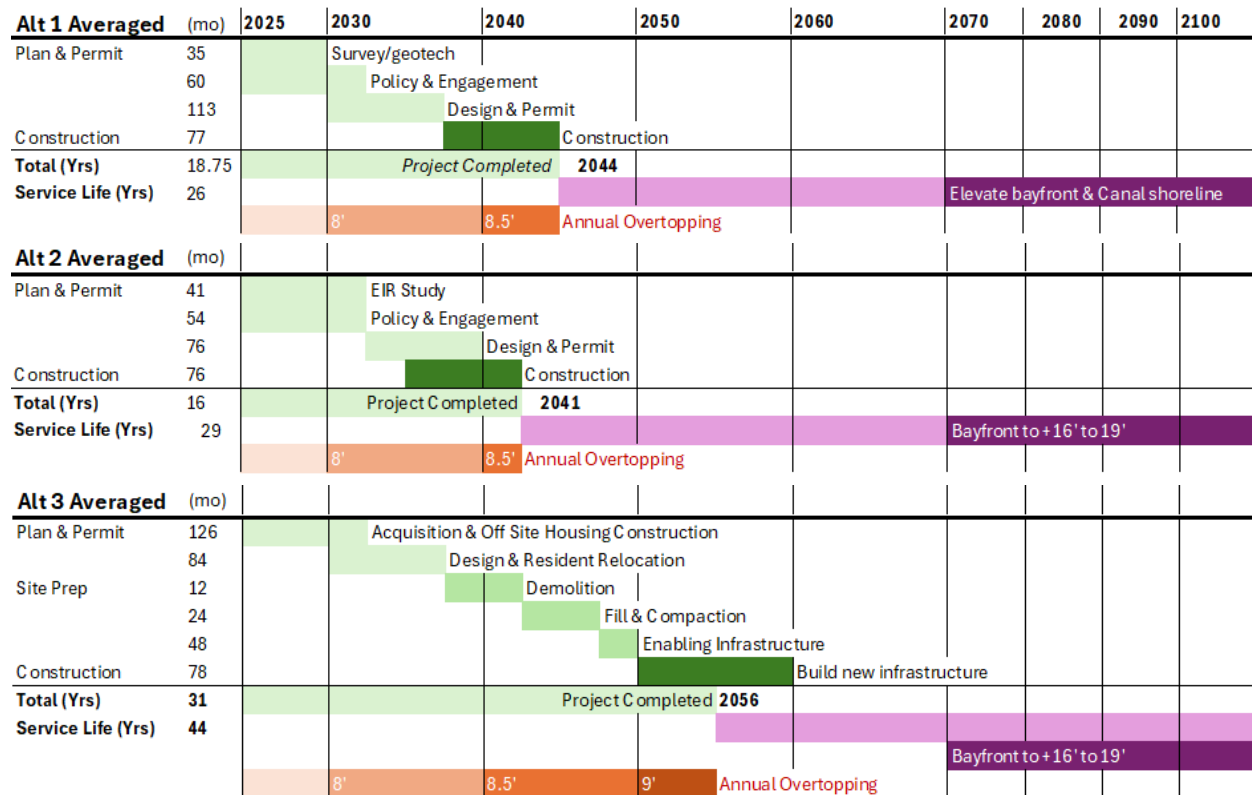 Alt 1 Averaged (mo) 2025 2030 2040 2050 2060 2070 2080 2090 2100
Plan & Permit 35 Survey/geotech
60 Policy & Engagement
113 Design & Permit
Construction 77 Construction
Total (Yrs) 18.75 Project Completed 2044
Service Life (Yrs) 26 Elevate bayfront & Canal shoreline
8' 8.5' Annual Overtopping
Alt 2 Averaged (mo)
Plan & Permit 41 EIR Study
54 Policy & Engagement
76 Design & Permit
Construction 76 Construction
Total (Yrs) 16 Project Completed 2041
Service Life (Yrs) 29 Bayfront to +16' to 19'
8' 8.5' Annual Overtopping
Alt 3 Averaged (mo)
Plan & Permit 126 Acquisition & Off Site Housing Construction
84 Design & Resident Relocation
Site Prep 12 Demolition
24 Fill & Compaction
48 Enabling Infrastructure
Construction 78 Build new infrastructure
Total (Yrs) 31 Project Completed 2056
Service Life (Yrs) 44
Bayfront to +16' to 19'
8' 8.5' 9' Annual Overtopping